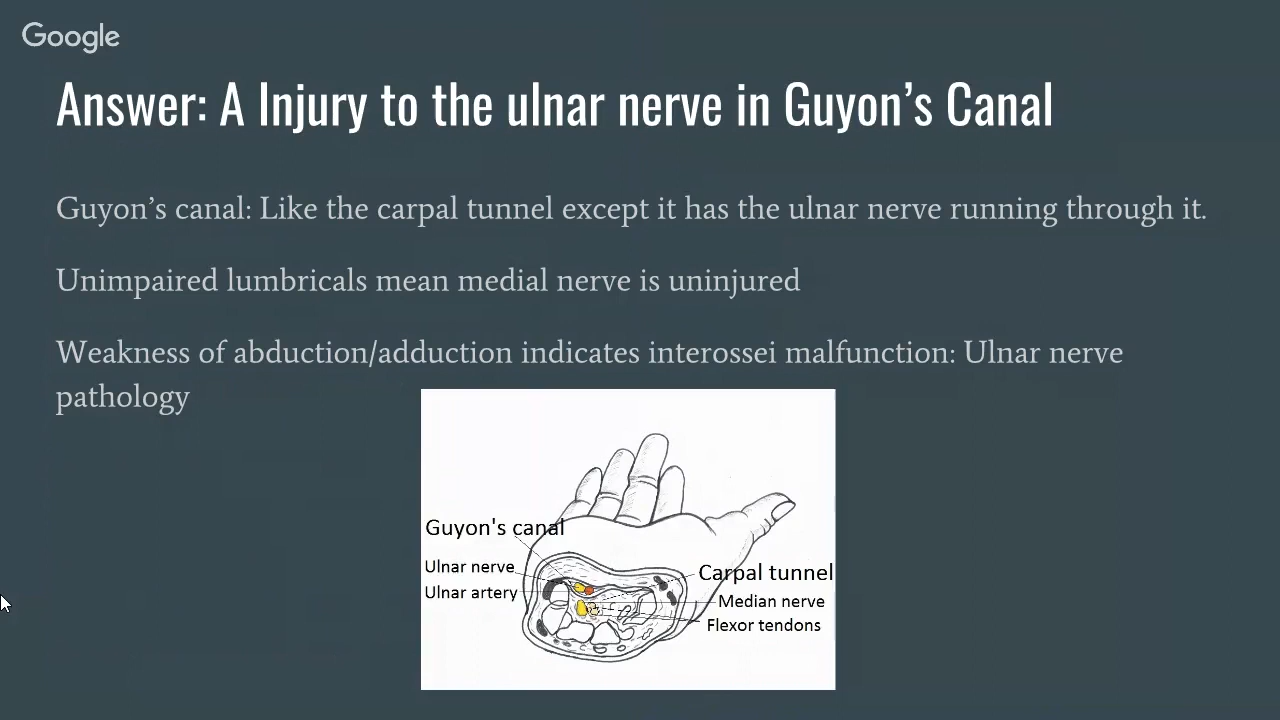 Google
Answer: A Injury to the ulnar nerve in Guyon’s Canal
Guyon’s canal: Like the carpal tunnel except it has the ulnar nerve running through it.
Unimpaired lumbricals mean medial nerve is uninjured
Weakness of abduction/adduction indicates interossei malfunction: Ulnar nerve
pathology
Guyon's canal
Ulnar nerve
Ulnar artery
Carpal tunnel
Median nerve
Flexor tendons